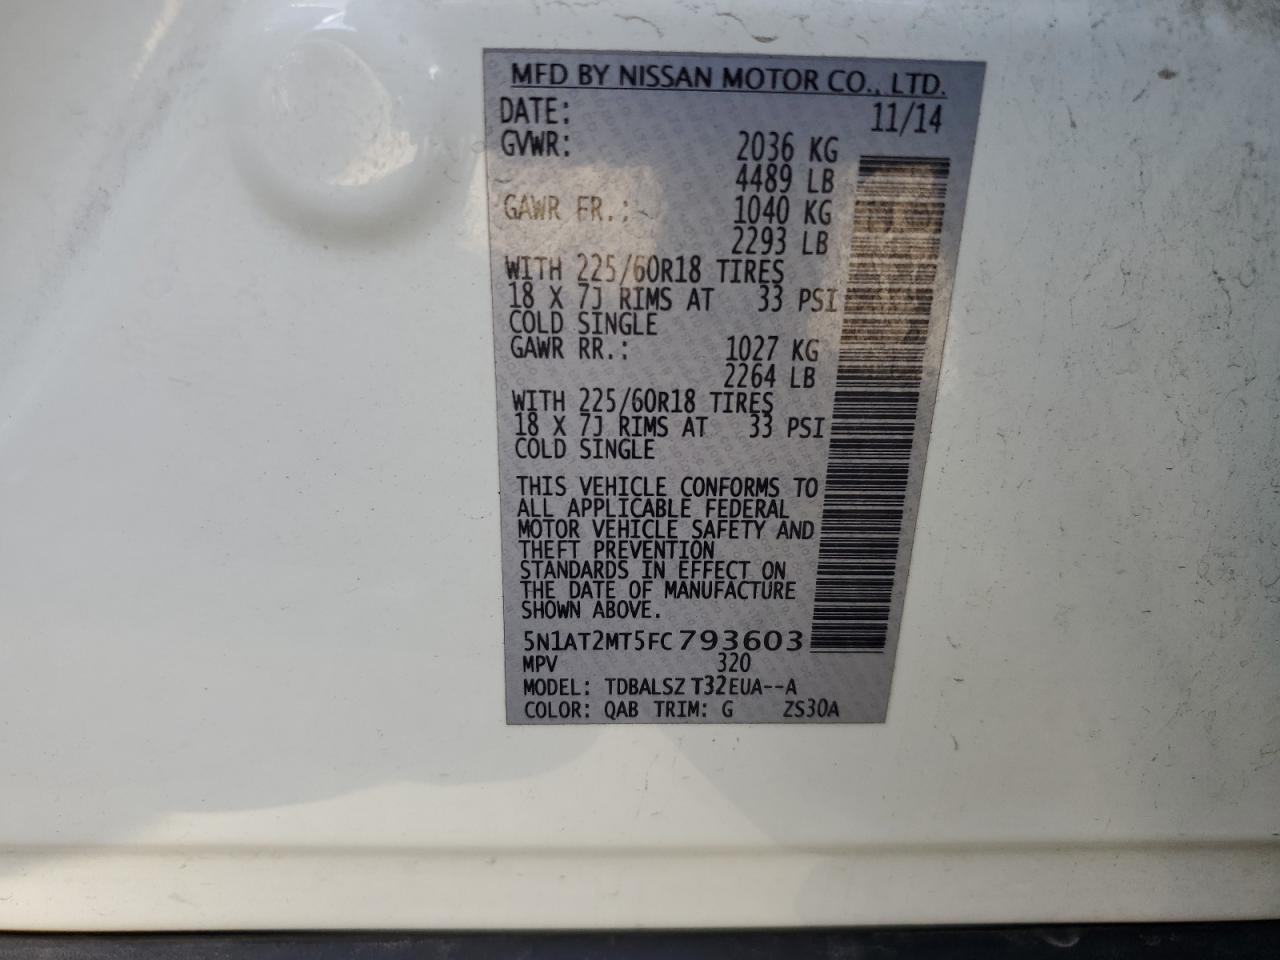 MFD BY NISSAN MOTOR CO., LTD.
DATE: 11/14
GVWR: 2036 KG
4489 LB
GAWR FR.: 1040 KG
2293 LB
WITH 225/60R18 TIRES
18 X 7J RIMS AT 33 PSI
COLD SINGLE
GAWR RR.: 1027 KG
2264 LB
WITH 225/60R18 TIRES
18 X 7J RIMS AT 33 PSI
COLD SINGLE
THIS VEHICLE CONFORMS TO
ALL APPLICABLE FEDERAL
MOTOR VEHICLE SAFETY AND
THEFT PREVENTION
STANDARDS IN EFFECT ON
THE DATE OF MANUFACTURE
SHOWN ABOVE.
5N1AT2MT5FC793603
MPV 320
MODEL: TDBALSZ T32EUA--A
COLOR: QAB TRIM: G ZS30A